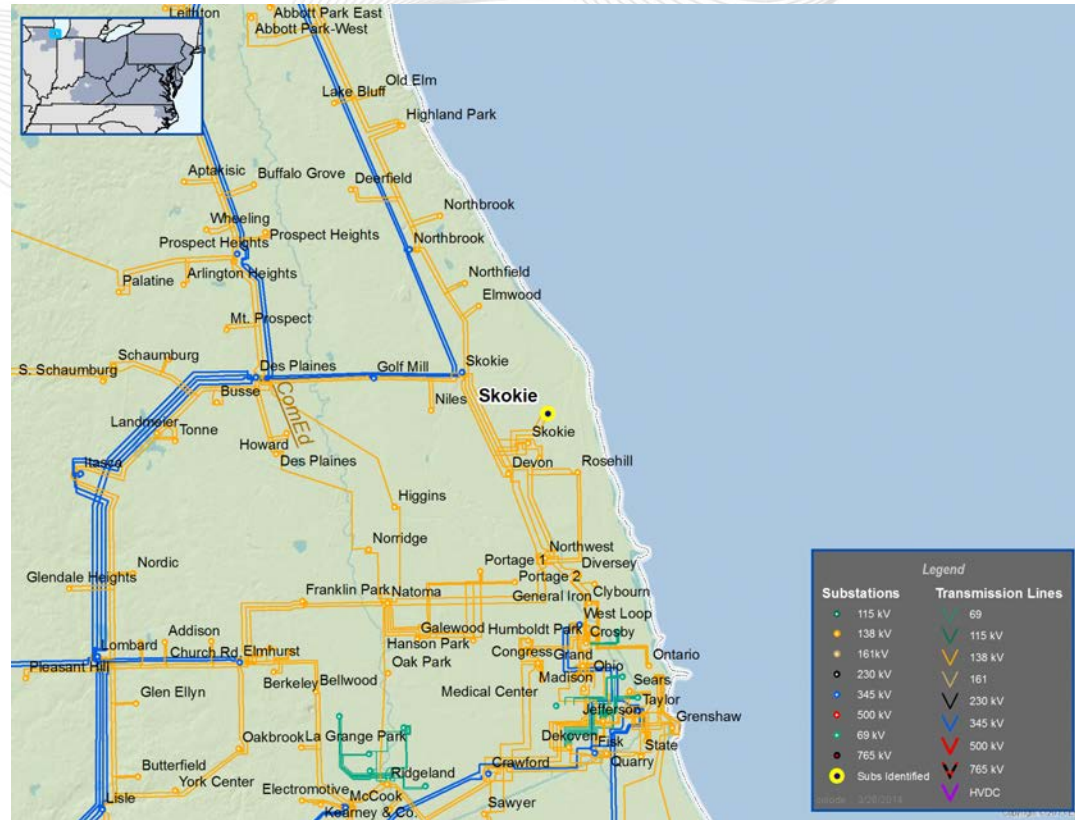 Leithton
Abbott Park East
Abbott Park-West
Old Elm
Lake Bluff
Highland Park
Aptakisic
Buffalo Grove
Deerfield
Northbrook
Wheeling
Prospect Heights
Prospect Heights
Northbrook
Arlington Heights
Palatine
Northfield
Elmwood
Mt. Prospect
Schaumburg
S. Schaumburg
Des Plaines
Golf Mill
Skokie
Busse
ComEd
Niles
Skokie
Landmeier
Tonne
Howard
Des Plaines
Skokie
Devon
Rosehill
Itasca
Higgins
Nordic
Norridge
Northwest
Portage 1
Diversey
Glendale Heights
Portage 2
Franklin Park
Natoma
General Iron
Clybourn
West Loop
Addison
Galewood
Humboldt Park
Crosby
Lombard
Church Rd.
Elmhurst
Hanson Park
Congress
Grand
Ontario
Pleasant Hill
Oak Park
Ohio
Madison
Glen Ellyn
Berkeley
Bellwood
Medical Center
Sears
Taylor
Jefferson
Grenshaw
Oakbrook
La Grange Park
Dekoven
Fisk
State
Quarry
Butterfield
York Center
Ridgeland
Crawford
Lisle
Electromotive
McCook
Sawyer
Kearney & Co.
Legend
Substations
115 kV
138 kV
161kV
230 kV
345 kV
500 kV
69 kV
765 kV
Subs Identified
Transmission Lines
69
115 kV
138 kV
161
230 kV
345 kV
500 kV
765 kV
HVDC
3/20/2014